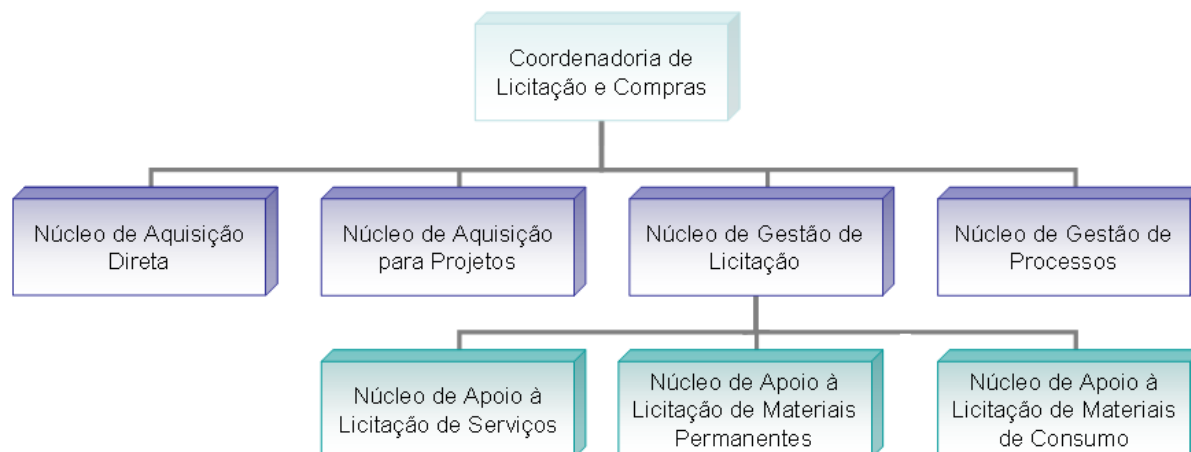 Coordenadoria de
Licitação e Compras
Núcleo de Aquisição
Direta
Núcleo de Aquisição
para Projetos
Núcleo de Gestão de
Licitação
Núcleo de Gestão de
Processos
Núcleo de Apoio à
Licitação de Serviços
Núcleo de Apoio à
Licitação de Materiais
Permanentes
Núcleo de Apoio à
Licitação de Materiais
de Consumo